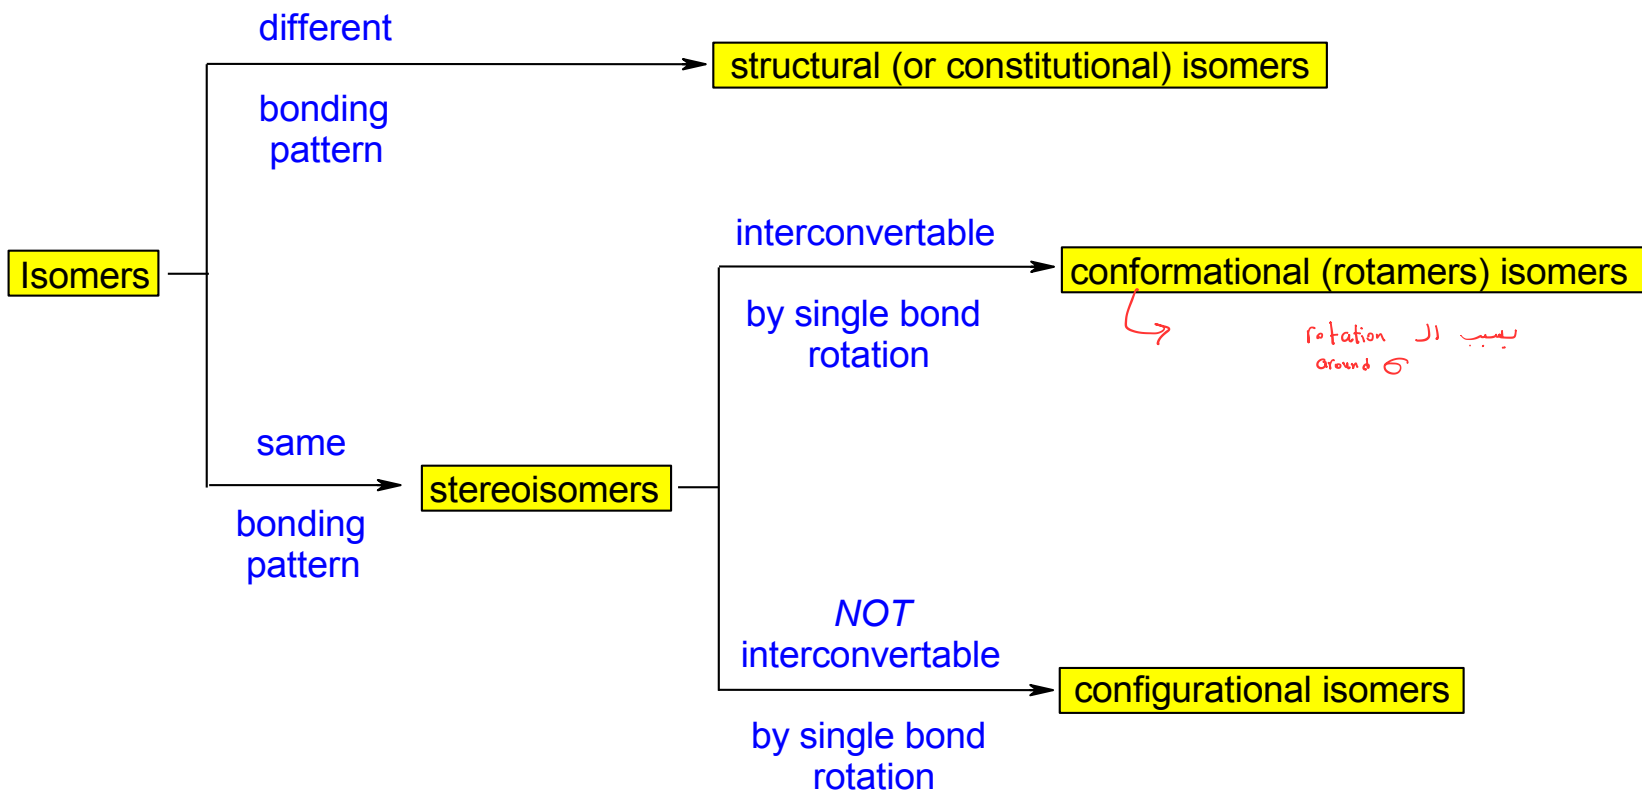 different
structural (or constitutional) isomers
bonding
pattern
interconvertable
Isomers
conformational (rotamers) isomers
by single bond
rotation
بسبب ال rotation
around σ
same
stereoisomers
bonding
pattern
NOT
interconvertable
configurational isomers
by single bond
rotation